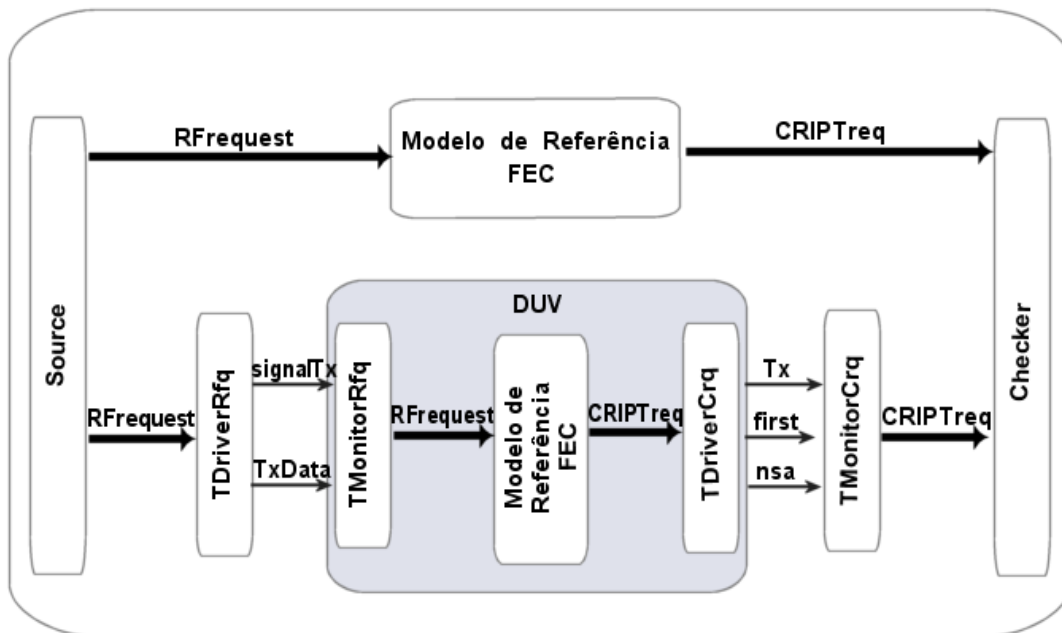 RFrequest
Modelo de Referência
FEC
CRIPTreq
Source
Checker
DUV
RFrequest
TDriverRfq
signalTx
TxData
TMonitorRfq
RFrequest
Modelo de
Referência
FEC
CRIPTreq
TDriverCrq
Tx
first
nsa
TMonitorCrq
CRIPTreq